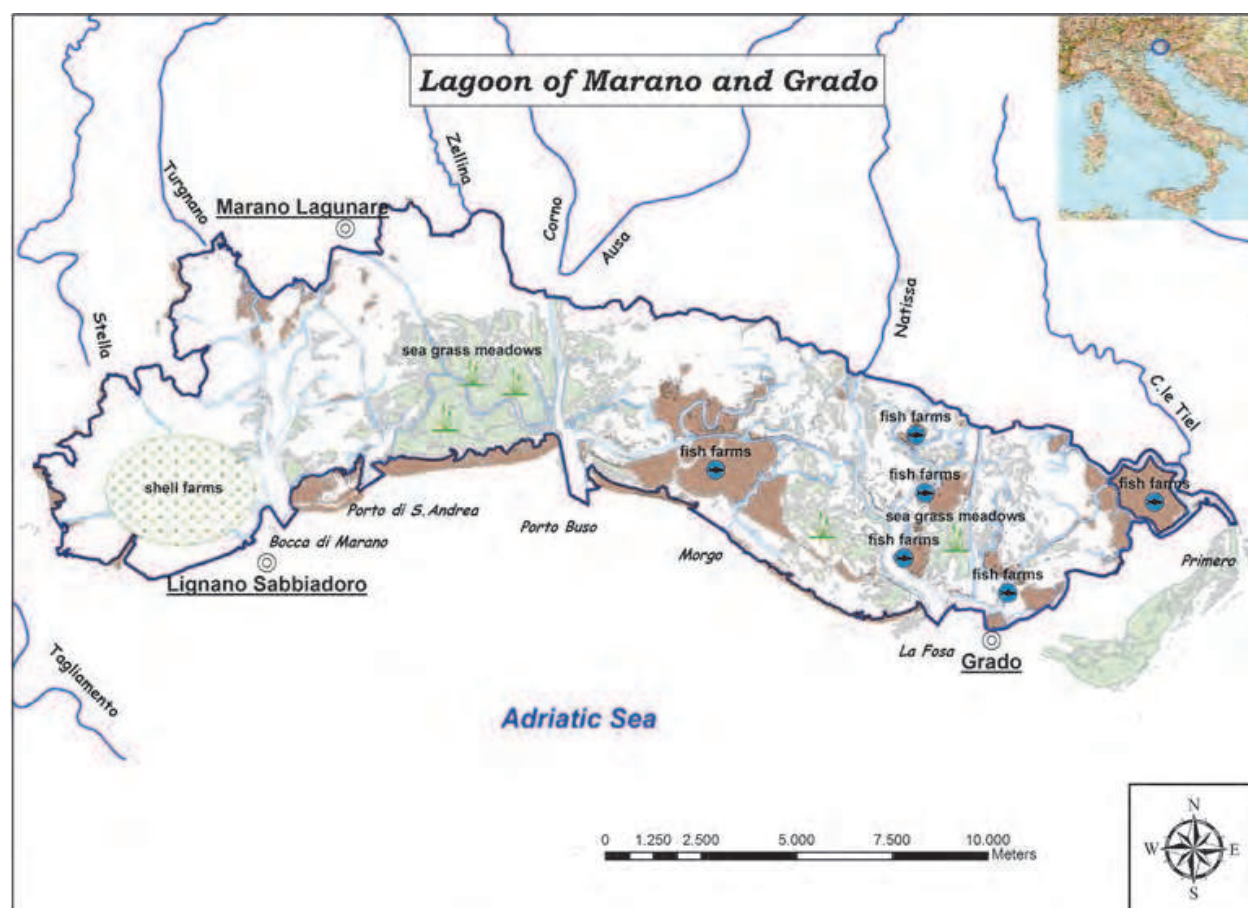 Lagoon of Marano and Grado
Zellina
Turgnano
Marano Lagunare
Corno
Ausa
Natissa
Stella
sea grass meadows
C.le Tiel
fish farms
fish farms
fish farms
fish farms
shell farms
sea grass meadows
Porto di S. Andrea
Porto Buso
Bocca di Marano
fish farms
Morgo
Primero
Lignano Sabbiadoro
fish farms
La Fosa
Grado
Tagliamento
Adriatic Sea
0 1.250 2.500 5.000 7.500 10.000
Meters
N
W E
S